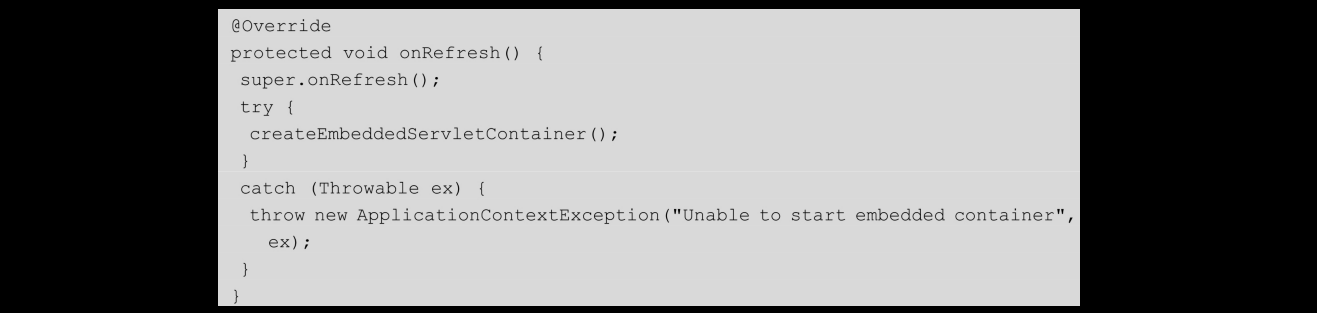 @Override
protected void onRefresh() {
super.onRefresh();
try {
createEmbeddedServletContainer();
}
catch (Throwable ex) {
throw new ApplicationContextException("Unable to start embedded container",
ex);
}
}